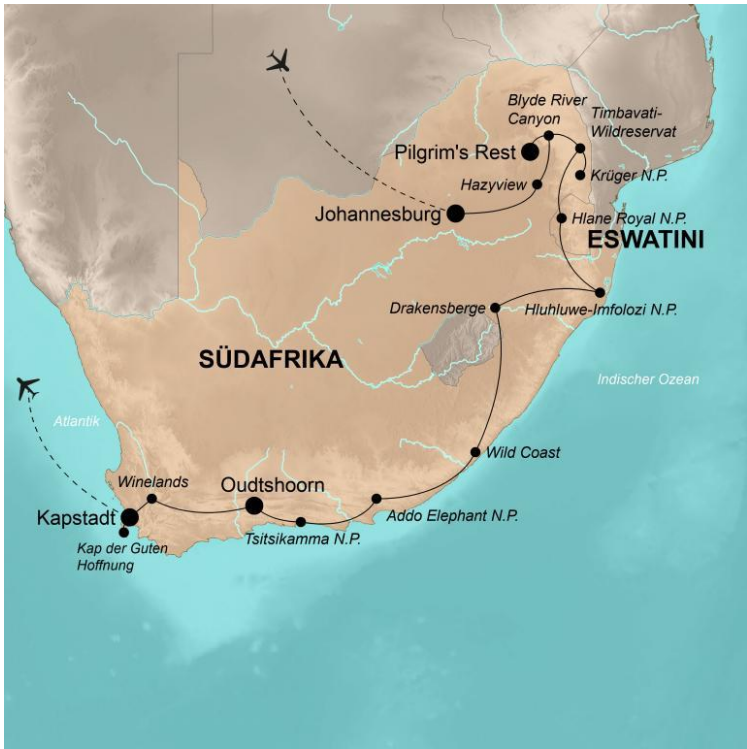 Blyde River
Canyon
Timbavati-
Wildreservat
Pilgrim's Rest
Krüger N.P.
Hazyview
Johannesburg
Hlane Royal N.P.
ESWATINI
Drakensberge
Hluhluwe-Imfolozi N.P.
SÜDAFRIKA
Indischer Ozean
Atlantik
Wild Coast
Winelands
Oudtshoorn
Kapstadt
Addo Elephant N.P.
Tsitsikamma N.P.
Kap der Guten
Hoffnung